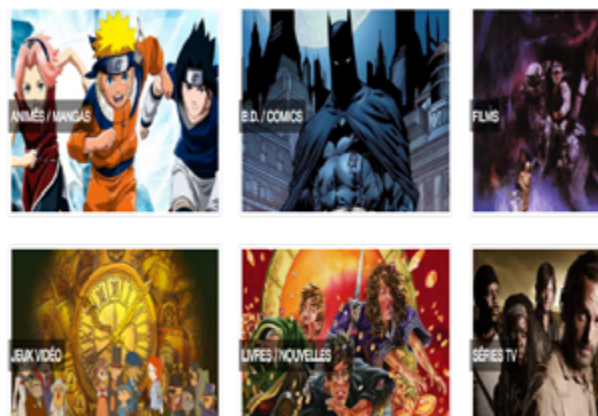 ANIMÉS / MANGAS
B.D. / COMICS
FILMS
JEUX VIDÉO
LIVRES / NOUVELLES
SÉRIES TV